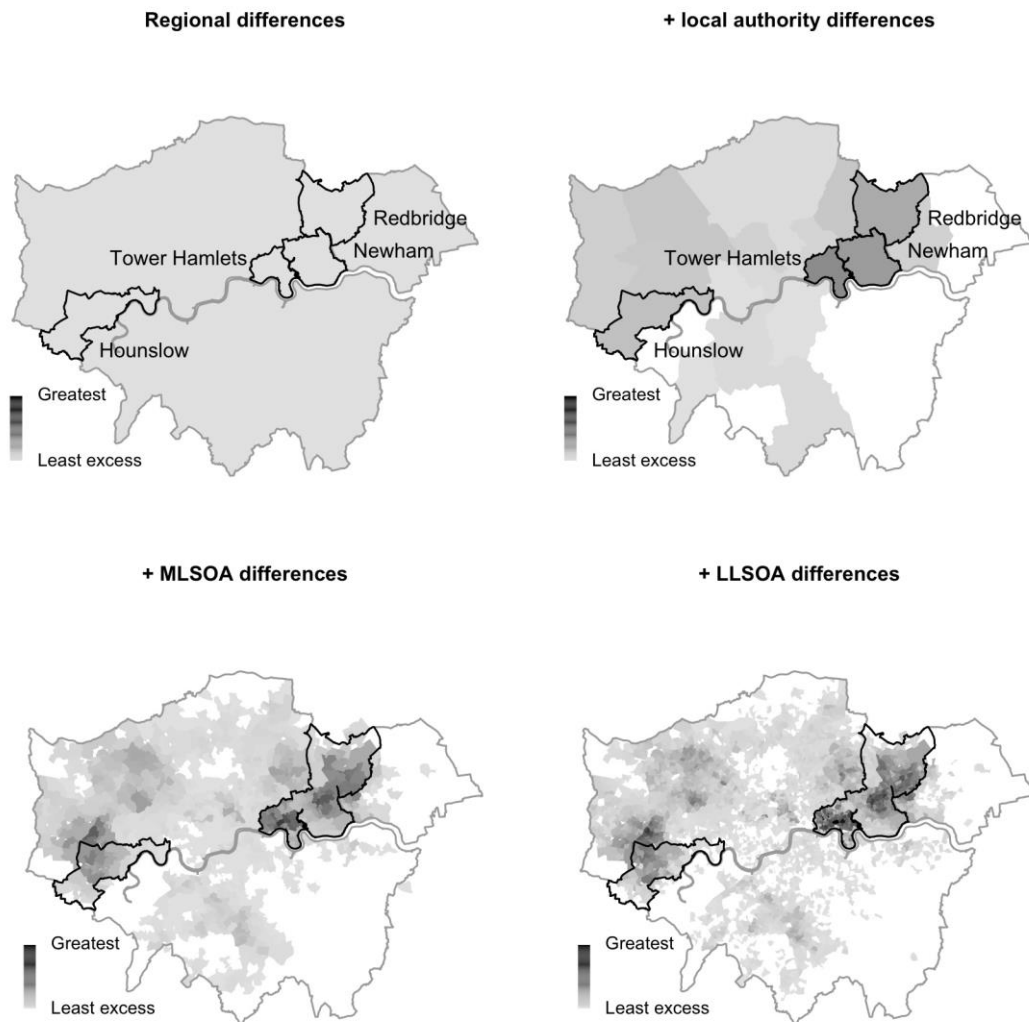 Regional differences
+ local authority differences
Redbridge
Newham
Tower Hamlets
Hounslow
Greatest
Least excess
Redbridge
Newham
Tower Hamlets
Hounslow
Greatest
Least excess
+ MLSOA differences
+ LLSOA differences
Greatest
Least excess
Greatest
Least excess